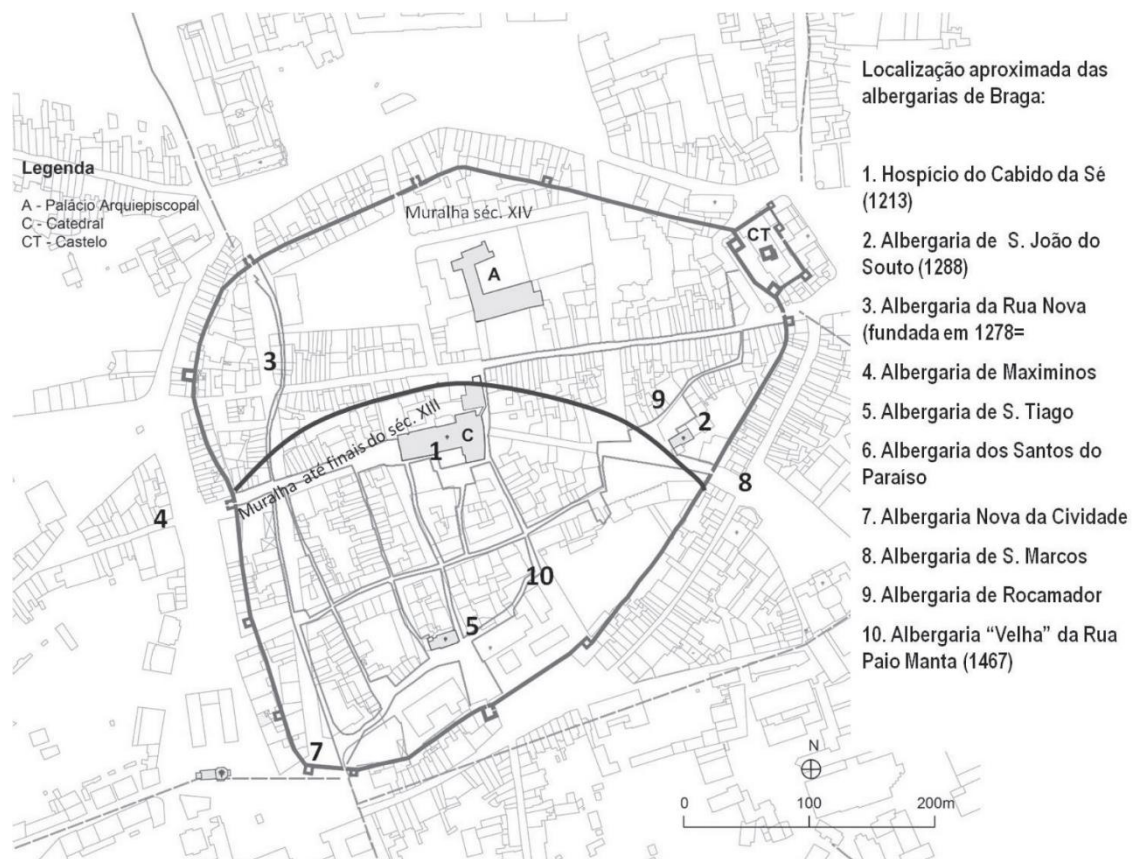 Localização aproximada das
albergarias de Braga:
Legenda
A - Palácio Arquiepiscopal
C - Catedral
CT - Castelo
1. Hospício do Cabido da Sé
(1213)
2. Albergaria de S. João do
Souto (1288)
3. Albergaria da Rua Nova
(fundada em 1278=
4. Albergaria de Maximinos
5. Albergaria de S. Tiago
6. Albergaria dos Santos do
Paraíso
7. Albergaria Nova da Cividade
8. Albergaria de S. Marcos
9. Albergaria de Rocamador
10. Albergaria “Velha” da Rua
Paio Manta (1467)
Muralha séc. XIV
CT
A
3
9
2
Muralha até finais do séc. XIII
C
1
8
4
10
5
7
N
0 100 200m